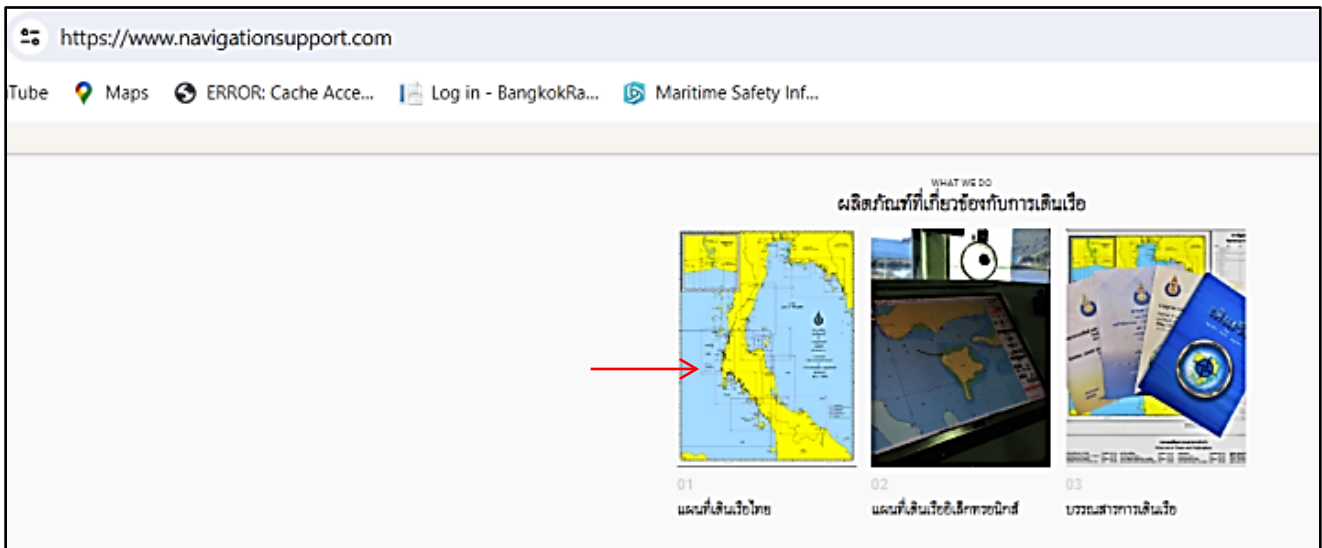 https://www.navigationsupport.com
Tube Maps ERROR: Cache Acce... Log in - BangkokRa... Maritime Safety Inf...
WHAT WE DO
ผลิตภัณฑ์ที่เกี่ยวข้องกับการเดินเรือ
01 02 03
แผนที่เดินเรือไทย แผนที่เดินเรืออิเล็กทรอนิกส์ บรรณสารการเดินเรือ